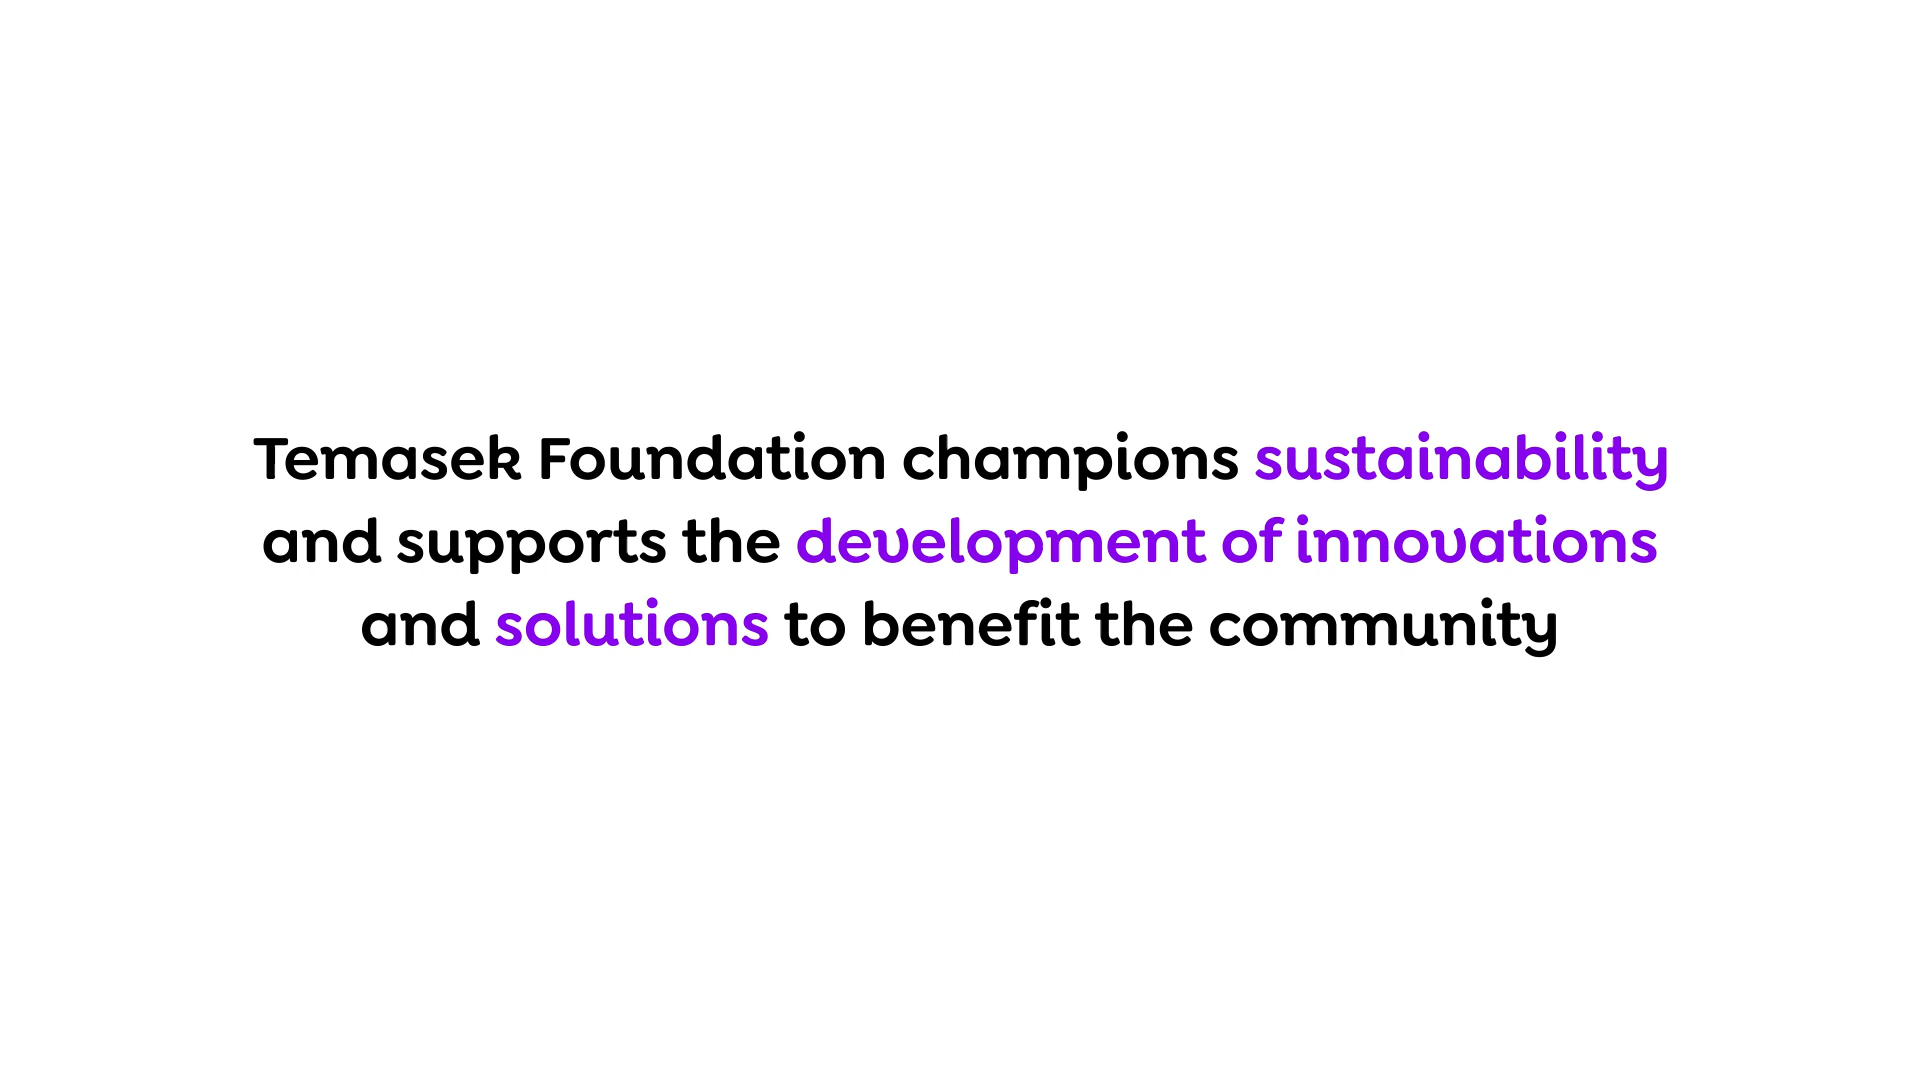 Temasek Foundation champions sustainability
and supports the development of innovations
and solutions to benefit the community